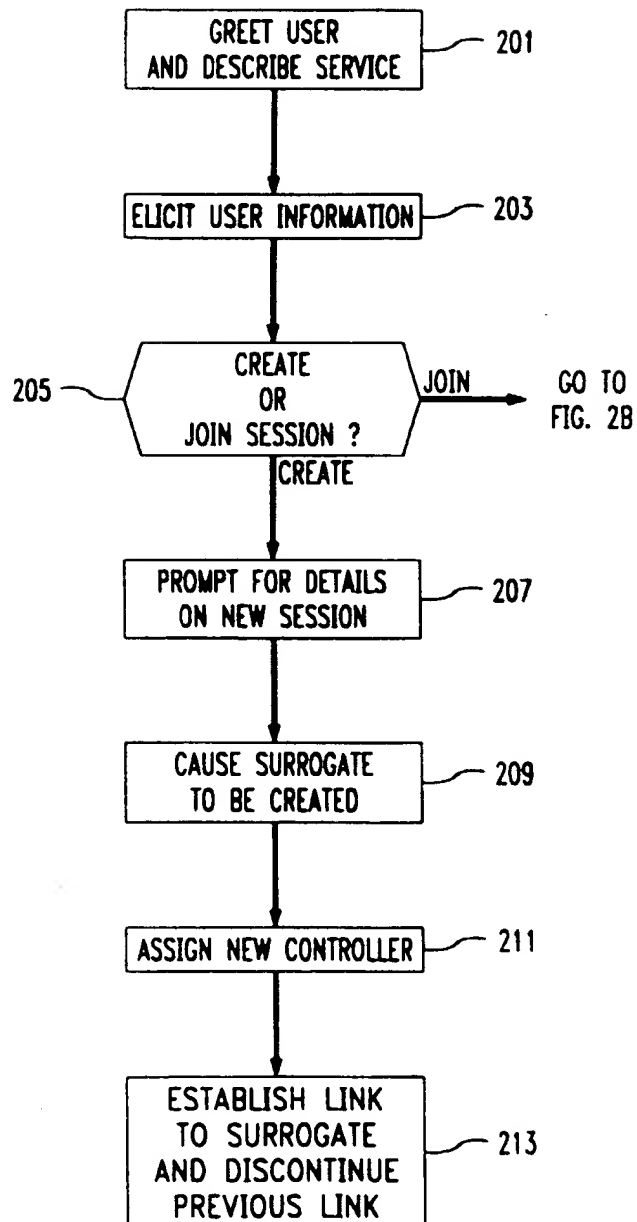 GREET USER
AND DESCRIBE SERVICE
201
ELICIT USER INFORMATION
203
205
CREATE
OR
JOIN SESSION ?
JOIN
GO TO
FIG. 2B
CREATE
PROMPT FOR DETAILS
ON NEW SESSION
207
CAUSE SURROGATE
TO BE CREATED
209
ASSIGN NEW CONTROLLER
211
ESTABLISH LINK
TO SURROGATE
AND DISCONTINUE
PREVIOUS LINK
213